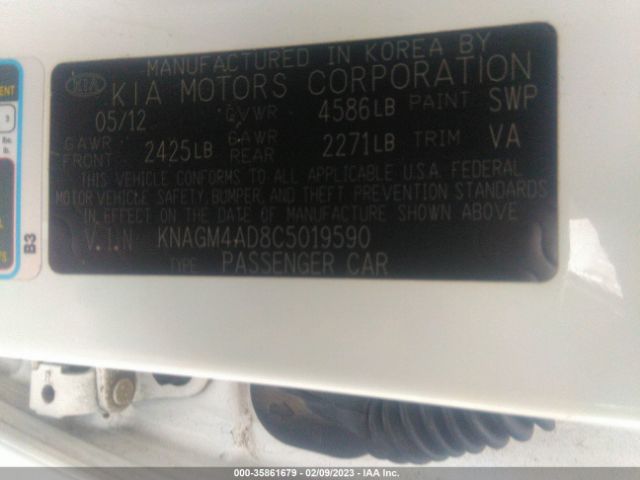 MANUFACTURED IN KOREA BY
KIA KIA MOTORS CORPORATION
05/12 GVWR 4586LB PAINT SWP
GAWR FRONT 2425LB GAWR REAR 2271LB TRIM VA
THIS VEHICLE CONFORMS TO ALL APPLICABLE U.S.A. FEDERAL
MOTOR VEHICLE SAFETY, BUMPER, AND THEFT PREVENTION STANDARDS
IN EFFECT ON THE DATE OF MANUFACTURE SHOWN ABOVE
V.I.N: KNAGM4AD8C5019590
TYPE: PASSENGER CAR
B3
3
000-35861679 - 02/09/2023 - IAA Inc.